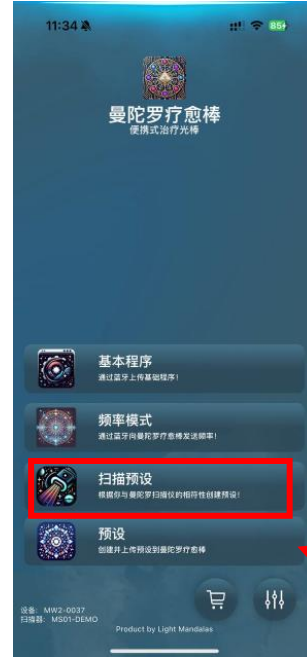 11:34
85
曼陀罗疗愈棒
便携式治疗光棒
基本程序
通过蓝牙上传基础程序！
频率模式
通过蓝牙向曼陀罗疗愈棒发送频率！
扫描预设
根据你与曼陀罗扫描仪的相符性创建预设！
预设
创建并上传预设到曼陀罗疗愈棒
设备: MW2-0037
扫描器: MS01-DEMO
Product by Light Mandalas